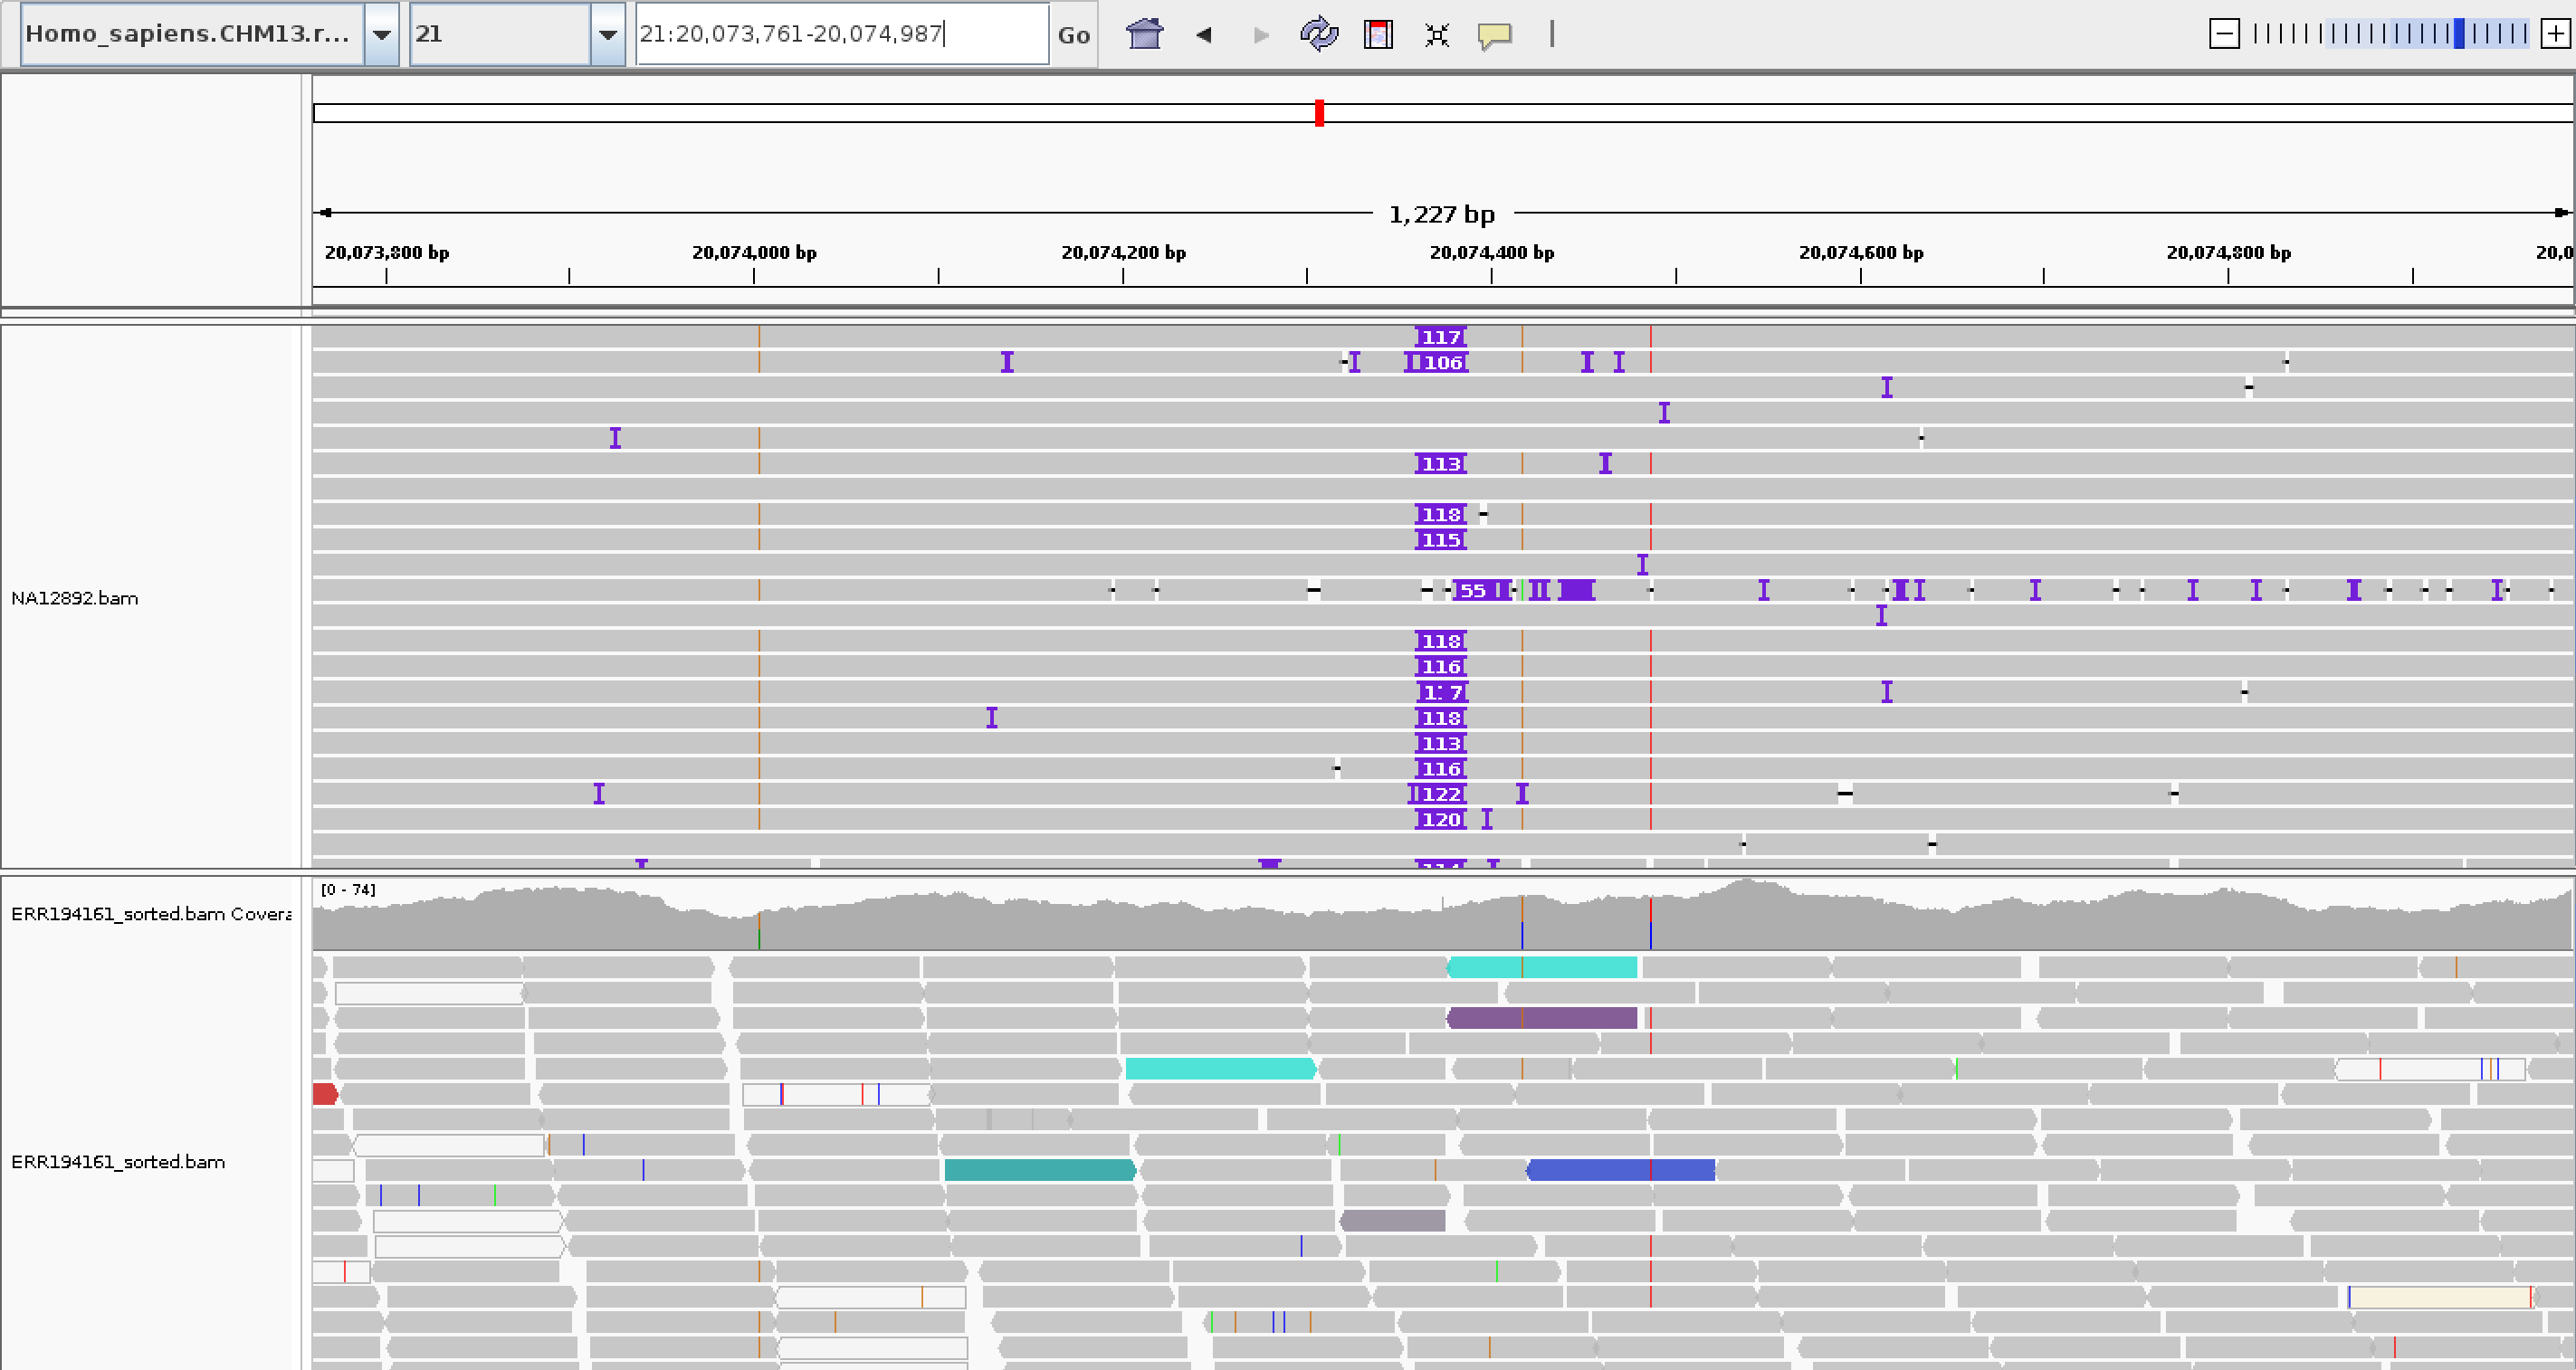 Homo_sapiens.CHM13.r... 21 21:20,073,761-20,074,987 Go
1,227 bp
20,073,800 bp 20,074,000 bp 20,074,200 bp 20,074,400 bp 20,074,600 bp 20,074,800 bp 20,0
117
106
113
118
115
55
NA12892.bam
118
116
118
113
116
122
120
[0 - 74]
ERR194161_sorted.bam Covera
ERR194161_sorted.bam